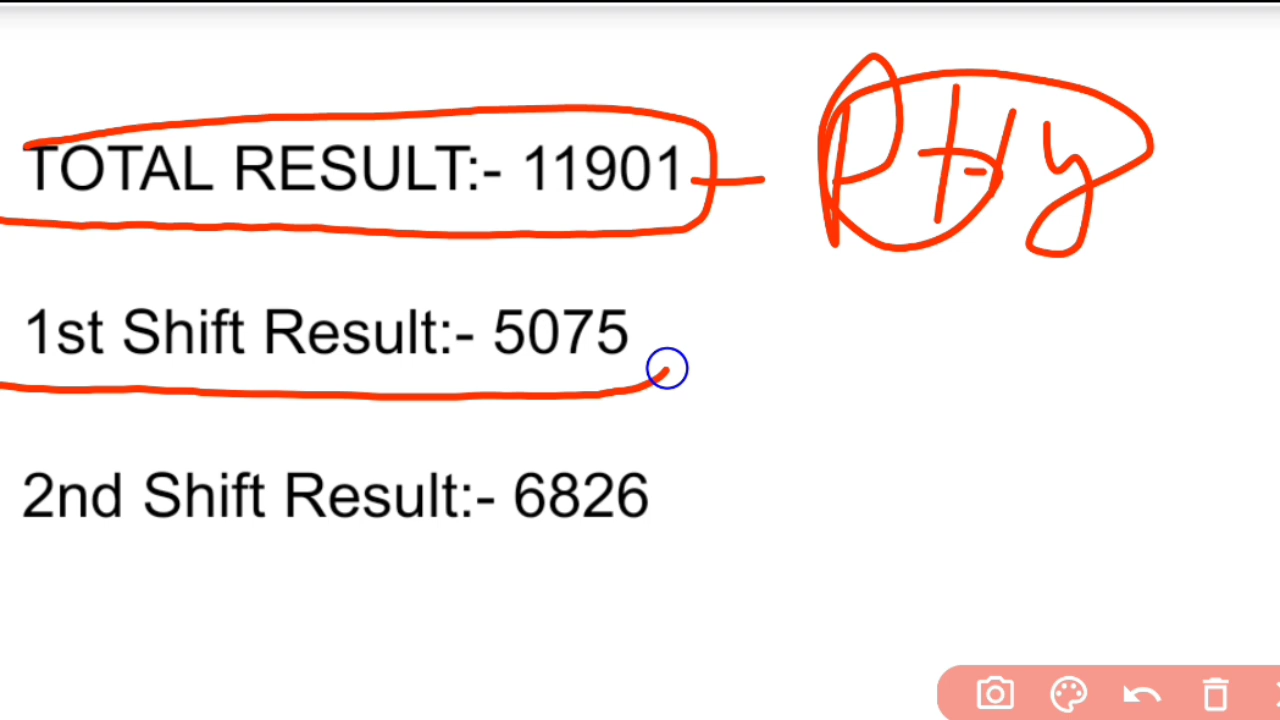 TOTAL RESULT:- 11901
1st Shift Result:- 5075
2nd Shift Result:- 6826